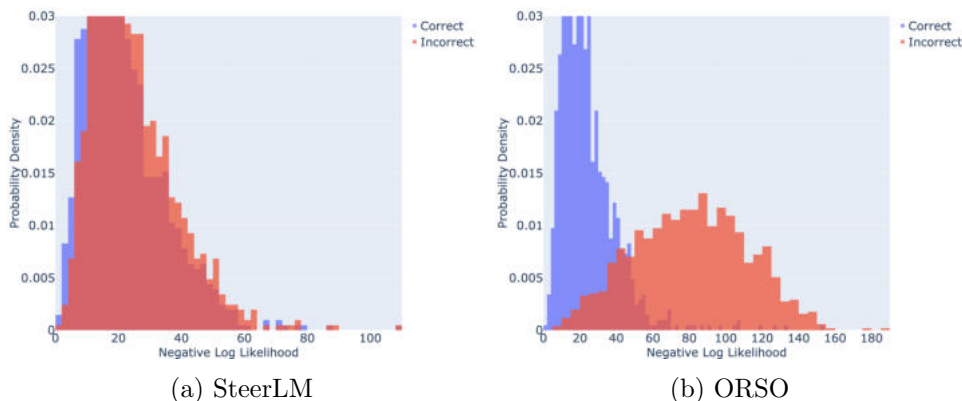 0.03
0.025
0.02
0.015
0.01
0.005
0
Probability Density
0 20 40 60 80 100
Negative Log Likelihood
Correct
Incorrect
(a) SteerLM
0.03
0.025
0.02
0.015
0.01
0.005
0
Probability Density
0 20 40 60 80 100 120 140 160 180
Negative Log Likelihood
Correct
Incorrect
(b) ORSO